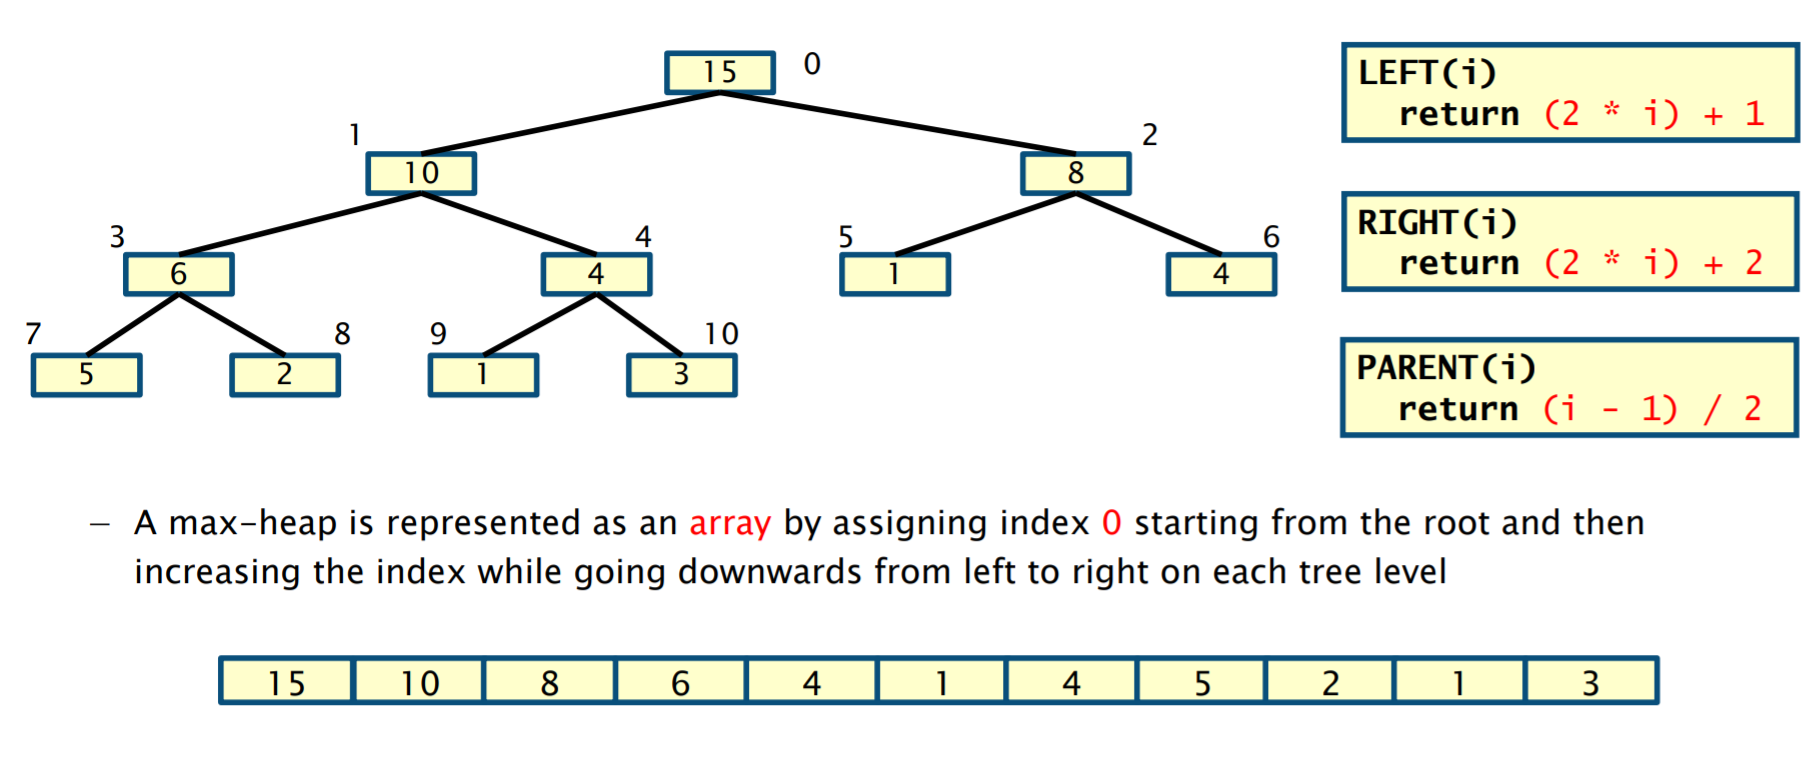 15 0
1 2
10 8
3 4 5 6
6 4 1 4
7 8 9 10
5 2 1 3
LEFT(i)
return (2 * i) + 1
RIGHT(i)
return (2 * i) + 2
PARENT(i)
return (i - 1) / 2
– A max-heap is represented as an array by assigning index 0 starting from the root and then
increasing the index while going downwards from left to right on each tree level
15 10 8 6 4 1 4 5 2 1 3